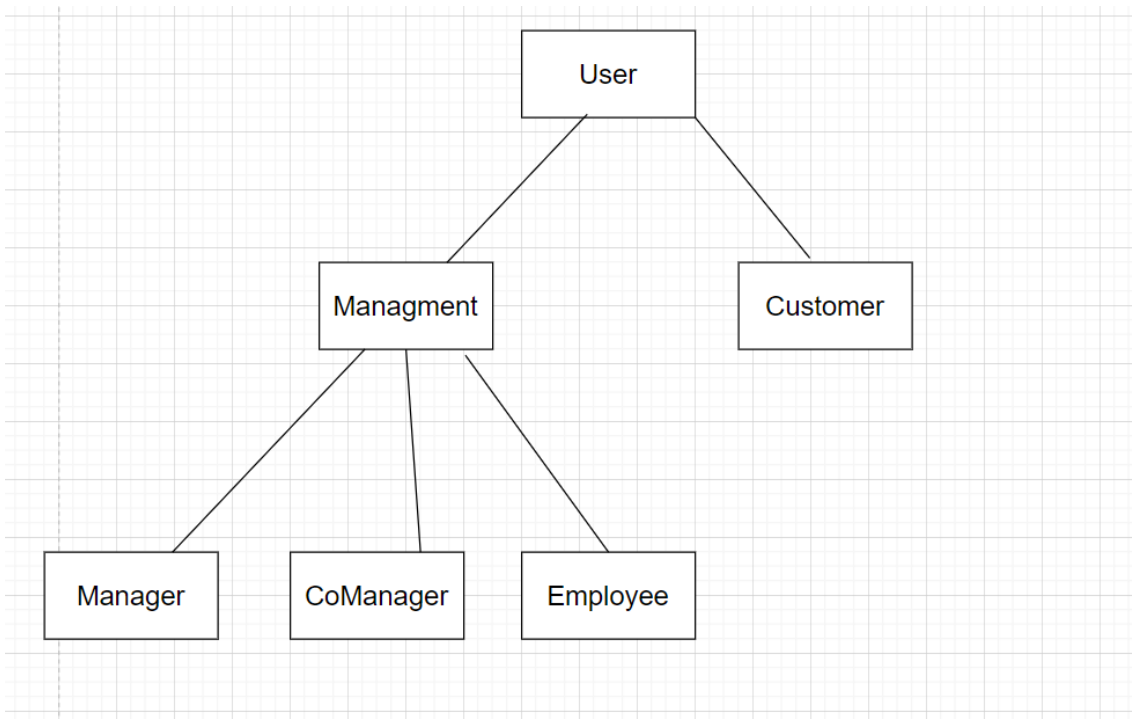 User
Managment
Customer
Manager
CoManager
Employee